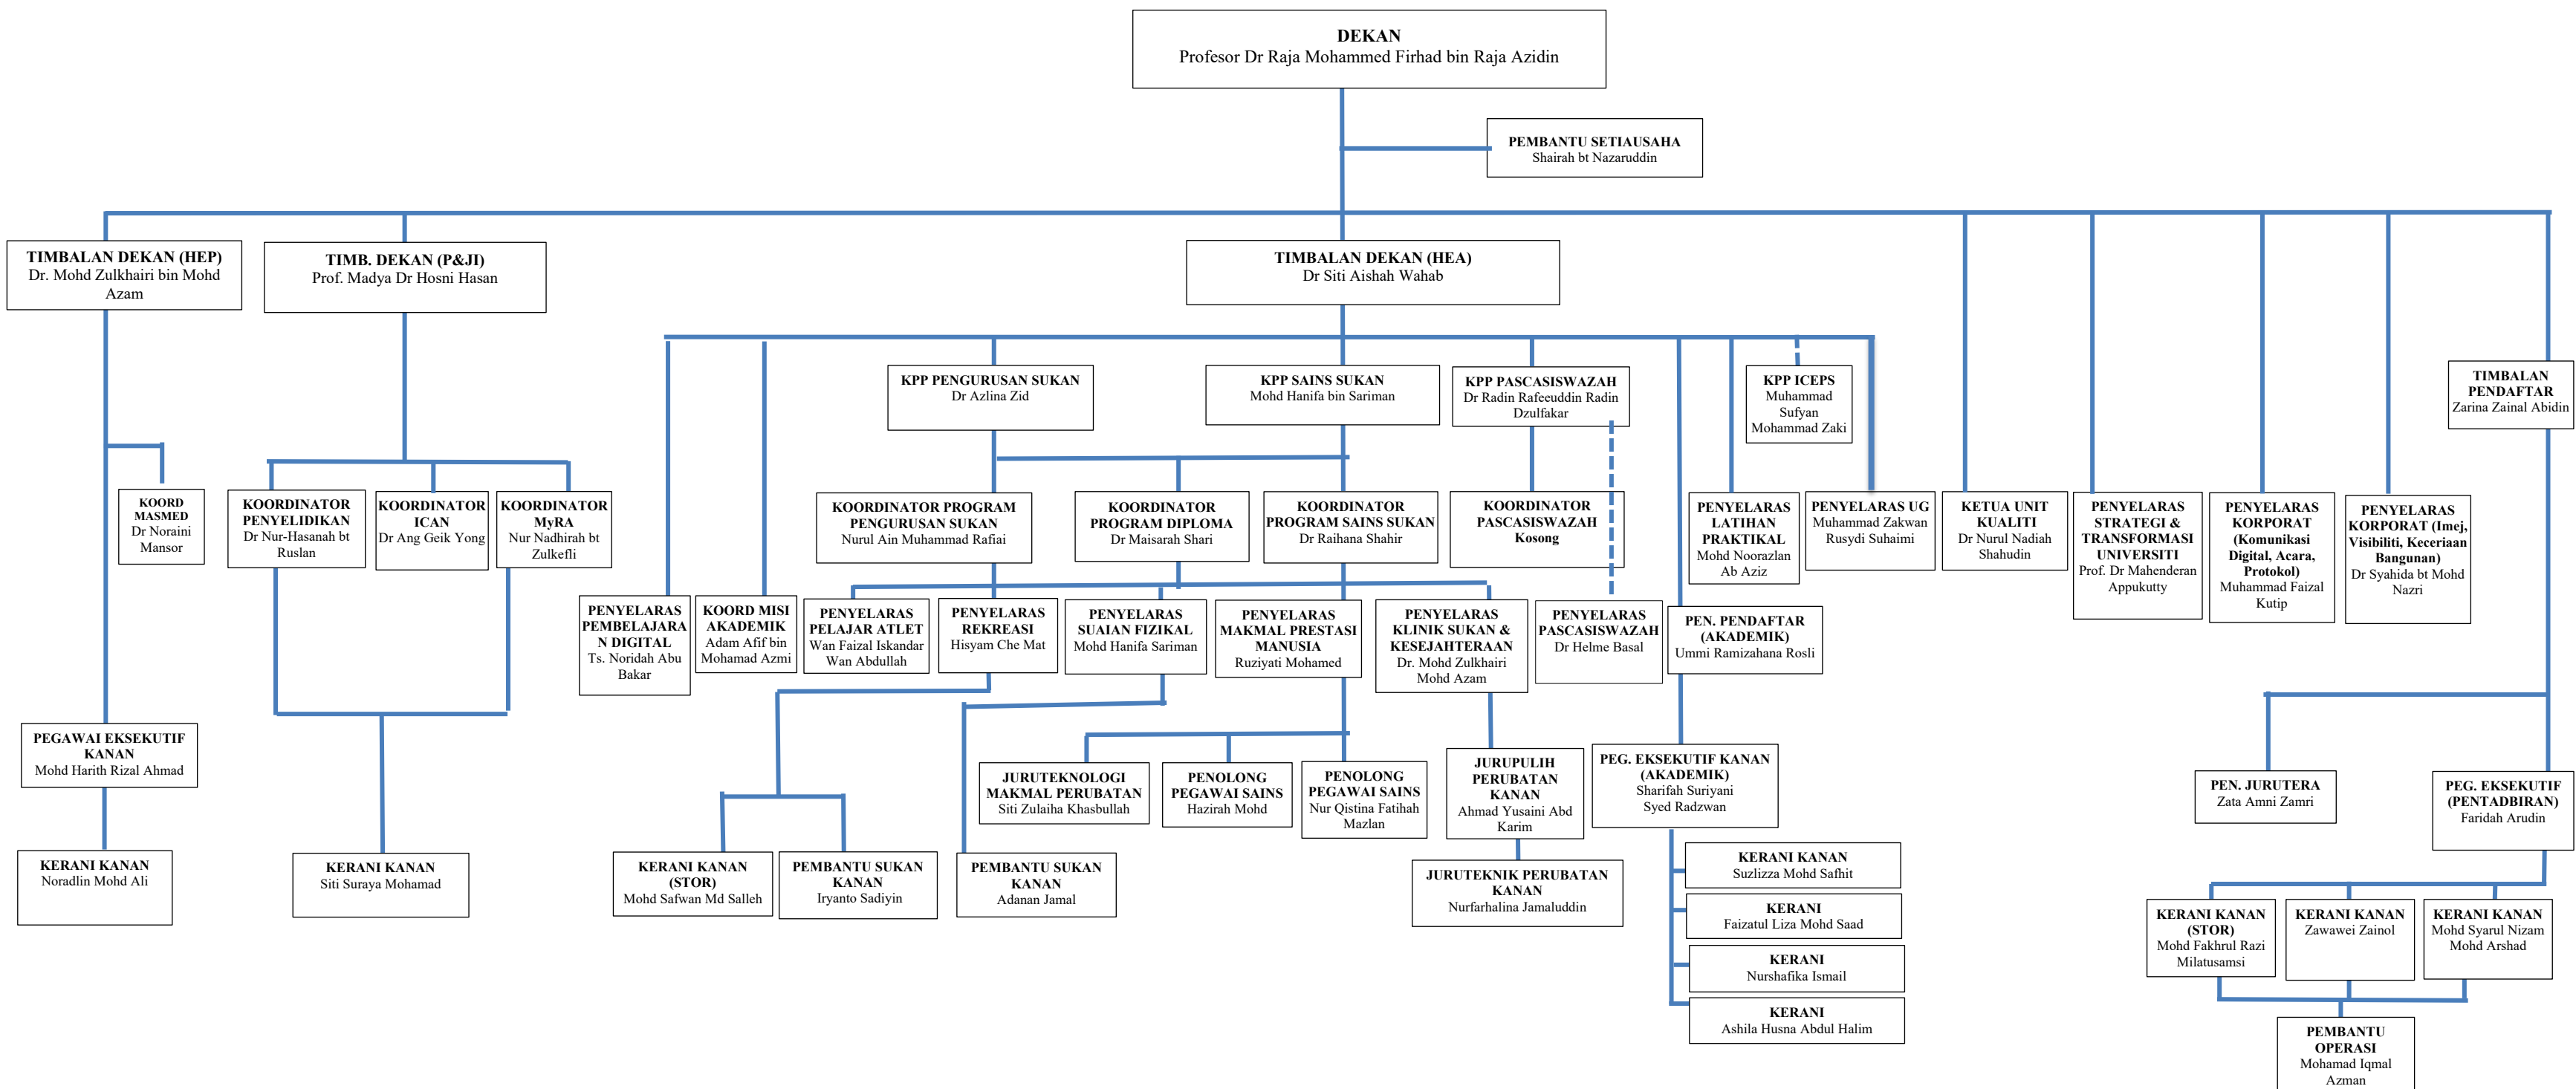 DEKAN
Profesor Dr Raja Mohammed Firhad bin Raja Azidin
PEMBANTU SETIAUSAHA
Shairah bt Nazaruddin
TIMBALAN DEKAN (HEP)
Dr. Mohd Zulkhairi bin Mohd
Azam
TIMB. DEKAN (P&JI)
Prof. Madya Dr Hosni Hasan
TIMBALAN DEKAN (HEA)
Dr Siti Aishah Wahab
KPP PENGURUSAN SUKAN
Dr Azlina Zid
KPP SAINS SUKAN
Mohd Hanifa bin Sariman
KPP PASCASISWAZAH
Dr Radin Rafeeuddin Radin
Dzulfakar
KPP ICEPS
Muhammad
Sufyan
Mohammad Zaki
TIMBALAN
PENDAFTAR
Zarina Zainal Abidin
KOORD
MASMED
Dr Noraini
Mansor
KOORDINATOR
PENYELIDIKAN
Dr Nur-Hasanah bt
Ruslan
KOORDINATOR
ICAN
Dr Ang Geik Yong
KOORDINATOR
MyRA
Nur Nadhirah bt
Zulkefli
KOORDINATOR PROGRAM
PENGURUSAN SUKAN
Nurul Ain Muhammad Rafiai
KOORDINATOR
PROGRAM DIPLOMA
Dr Maisarah Shari
KOORDINATOR
PROGRAM SAINS SUKAN
Dr Raihana Shahir
KOORDINATOR
PASCASISWAZAH
Kosong
PENYELARAS
LATIHAN
PRAKTIKAL
Mohd Noorazlan
Ab Aziz
PENYELARAS UG
Muhammad Zakwan
Rusydi Suhaimi
KETUA UNIT
KUALITI
Dr Nurul Nadiah
Shahudin
PENYELARAS
STRATEGI &
TRANSFORMASI
UNIVERSITI
Prof. Dr Mahenderan
Appukutty
PENYELARAS
KORPORAT
(Komunikasi
Digital, Acara,
Protokol)
Muhammad Faizal
Kutip
PENYELARAS
KORPORAT (Imej,
Visibiliti, Keceriaan
Bangunan)
Dr Syahida bt Mohd
Nazri
PENYELARAS
PEMBELAJARA
N DIGITAL
Ts. Noridah Abu
Bakar
KOORD MISI
AKADEMIK
Adam Afif bin
Mohamad Azmi
PENYELARAS
PELAJAR ATLET
Wan Faizal Iskandar
Wan Abdullah
PENYELARAS
REKREASI
Hisyam Che Mat
PENYELARAS
SUAIAN FIZIKAL
Mohd Hanifa Sariman
PENYELARAS
MAKMAL PRESTASI
MANUSIA
Ruziyati Mohamed
PENYELARAS
KLINIK SUKAN &
KESEJAHTERAAN
Dr. Mohd Zulkhairi
Mohd Azam
PENYELARAS
PASCASISWAZAH
Dr Helme Basal
PEN. PENDAFTAR
(AKADEMIK)
Ummi Ramizahana Rosli
PEGAWAI EKSEKUTIF
KANAN
Mohd Harith Rizal Ahmad
JURUTEKNOLOGI
MAKMAL PERUBATAN
Siti Zulaiha Khasbullah
PENOLONG
PEGAWAI SAINS
Hazirah Mohd
PENOLONG
PEGAWAI SAINS
Nur Qistina Fatihah
Mazlan
JURUPULIH
PERUBATAN
KANAN
Ahmad Yusaini Abd
Karim
PEG. EKSEKUTIF KANAN
(AKADEMIK)
Sharifah Suriyani
Syed Radzwan
PEN. JURUTERA
Zata Amni Zamri
PEG. EKSEKUTIF
(PENTADBIRAN)
Faridah Arudin
KERANI KANAN
Noradlin Mohd Ali
KERANI KANAN
Siti Suraya Mohamad
KERANI KANAN
(STOR)
Mohd Safwan Md Salleh
PEMBANTU SUKAN
KANAN
Iryanto Sadiyin
PEMBANTU SUKAN
KANAN
Adanan Jamal
JURUTEKNIK PERUBATAN
KANAN
Nurfarhalina Jamaluddin
KERANI KANAN
Suzlizza Mohd Safhit
KERANI
Faizatul Liza Mohd Saad
KERANI
Nurshafika Ismail
KERANI
Ashila Husna Abdul Halim
KERANI KANAN
(STOR)
Mohd Fakhrul Razi
Milatusamsi
KERANI KANAN
Zawawei Zainol
KERANI KANAN
Mohd Syarul Nizam
Mohd Arshad
PEMBANTU
OPERASI
Mohamad Iqmal
Azman